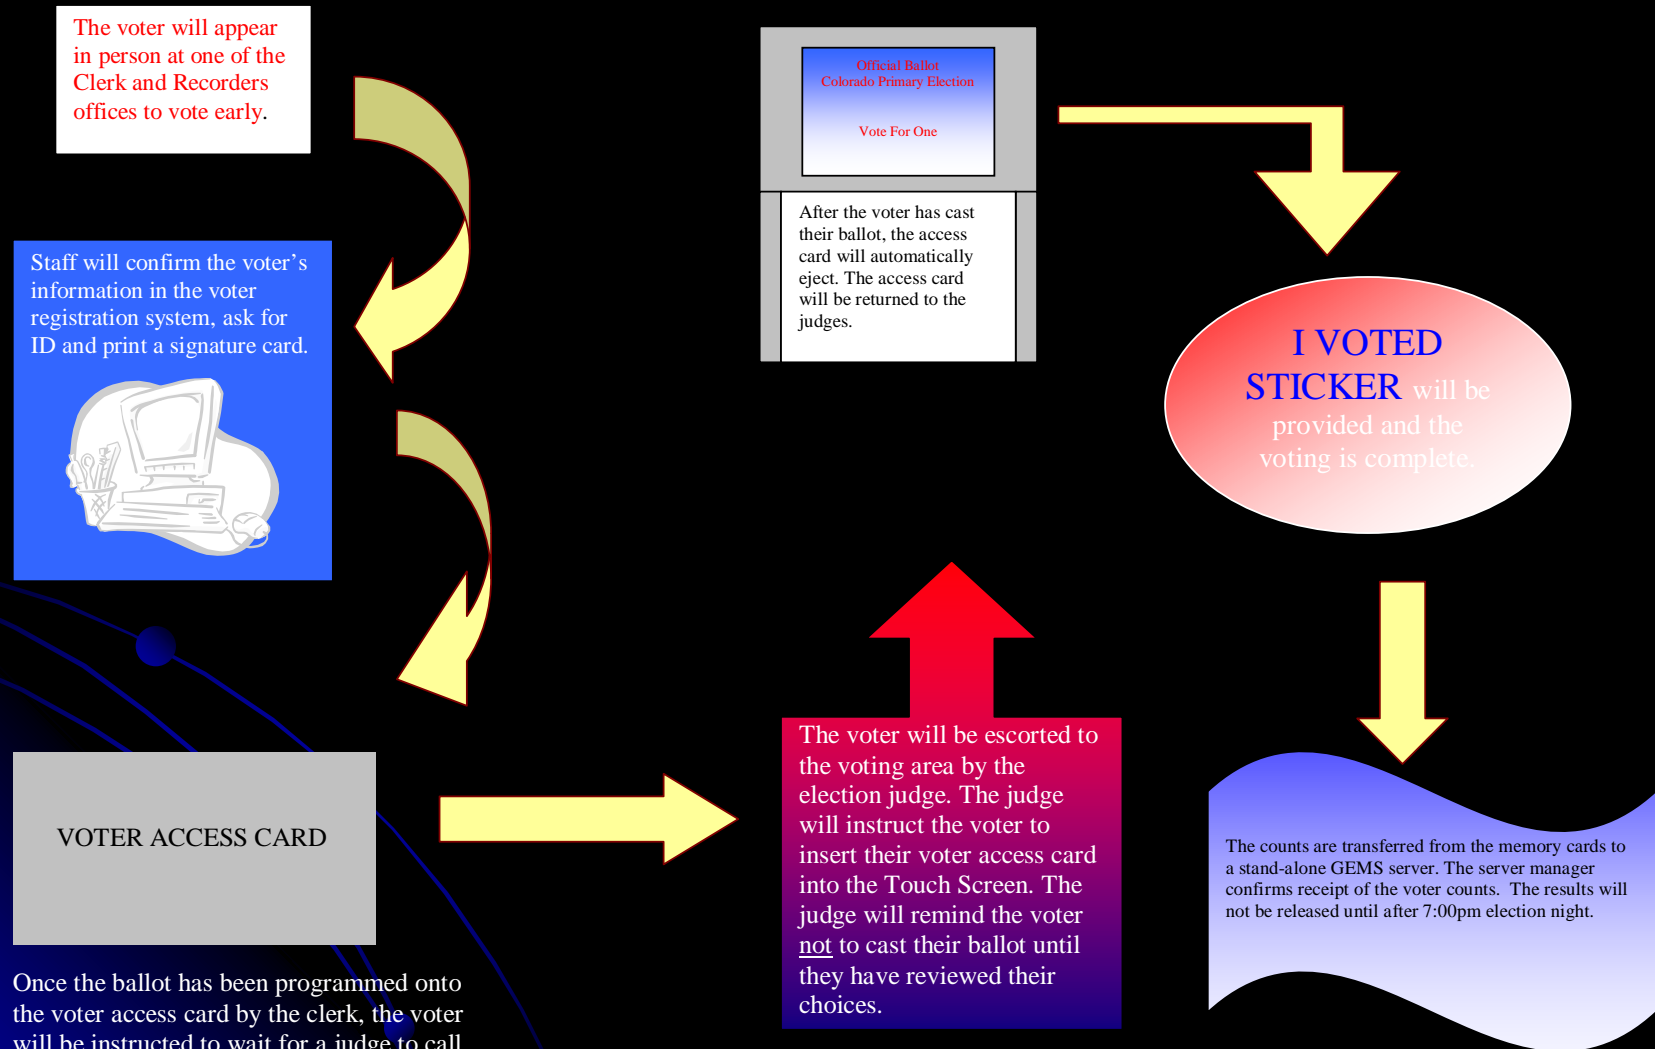 The voter will appear
in person at one of the
Clerk and Recorders
offices to vote early.
Staff will confirm the voter’s
information in the voter
registration system, ask for
ID and print a signature card.
VOTER ACCESS CARD
Once the ballot has been programmed onto
the voter access card by the clerk, the voter
will be instructed to wait for a judge to call
The voter will be escorted to
the voting area by the
election judge. The judge
will instruct the voter to
insert their voter access card
into the Touch Screen. The
judge will remind the voter
not to cast their ballot until
they have reviewed their
choices.
Official Ballot
Colorado Primary Election
Vote For One
After the voter has cast
their ballot, the access
card will automatically
eject. The access card
will be returned to the
judges.
I VOTED
STICKER will be
provided and the
voting is complete.
The counts are transferred from the memory cards to
a stand-alone GEMS server. The server manager
confirms receipt of the voter counts.  The results will
not be released until after 7:00pm election night.